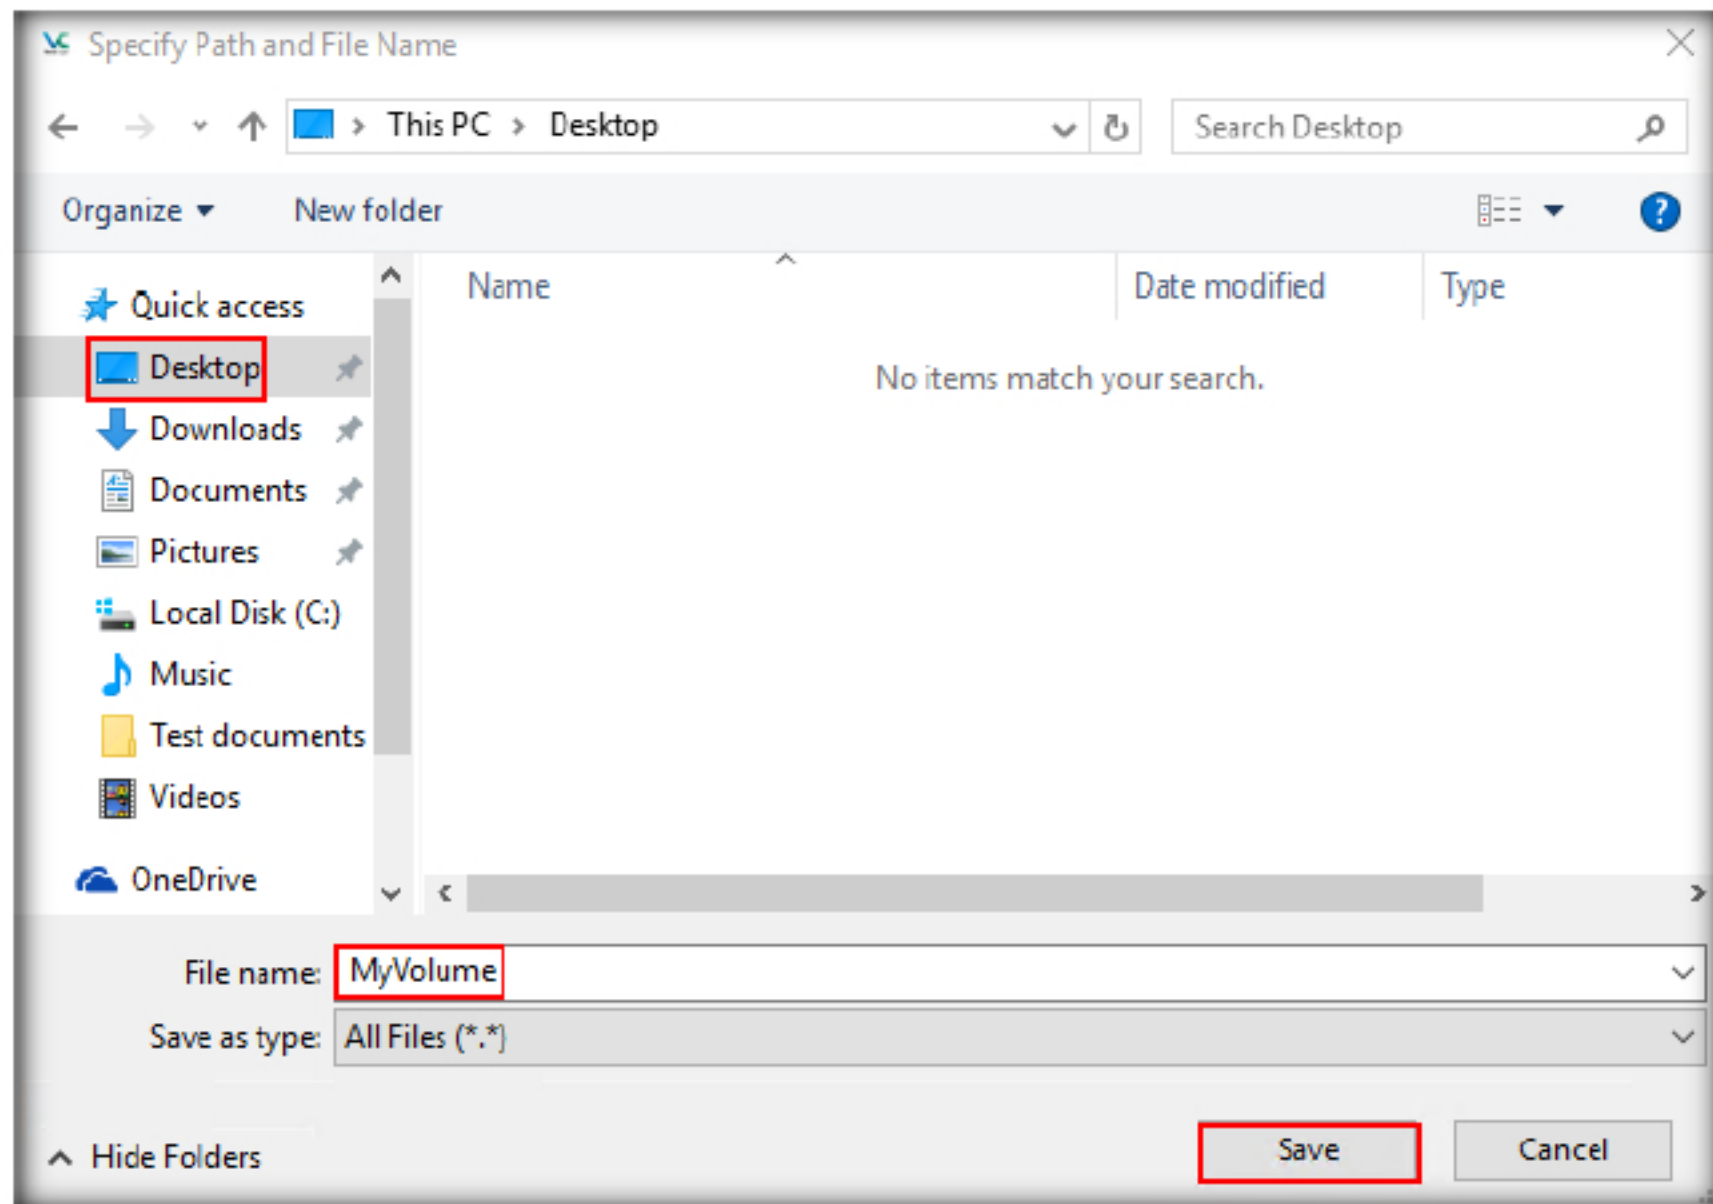 Specify Path and File Name
This PC > Desktop
Search Desktop
Organize
New folder
?
Name
Date modified
Type
Quick access
Desktop
No items match your search.
Downloads
Documents
Pictures
Local Disk (C:)
Music
Test documents
Videos
OneDrive
File name: MyVolume
Save as type: All Files (*.*)
Hide Folders
Save
Cancel